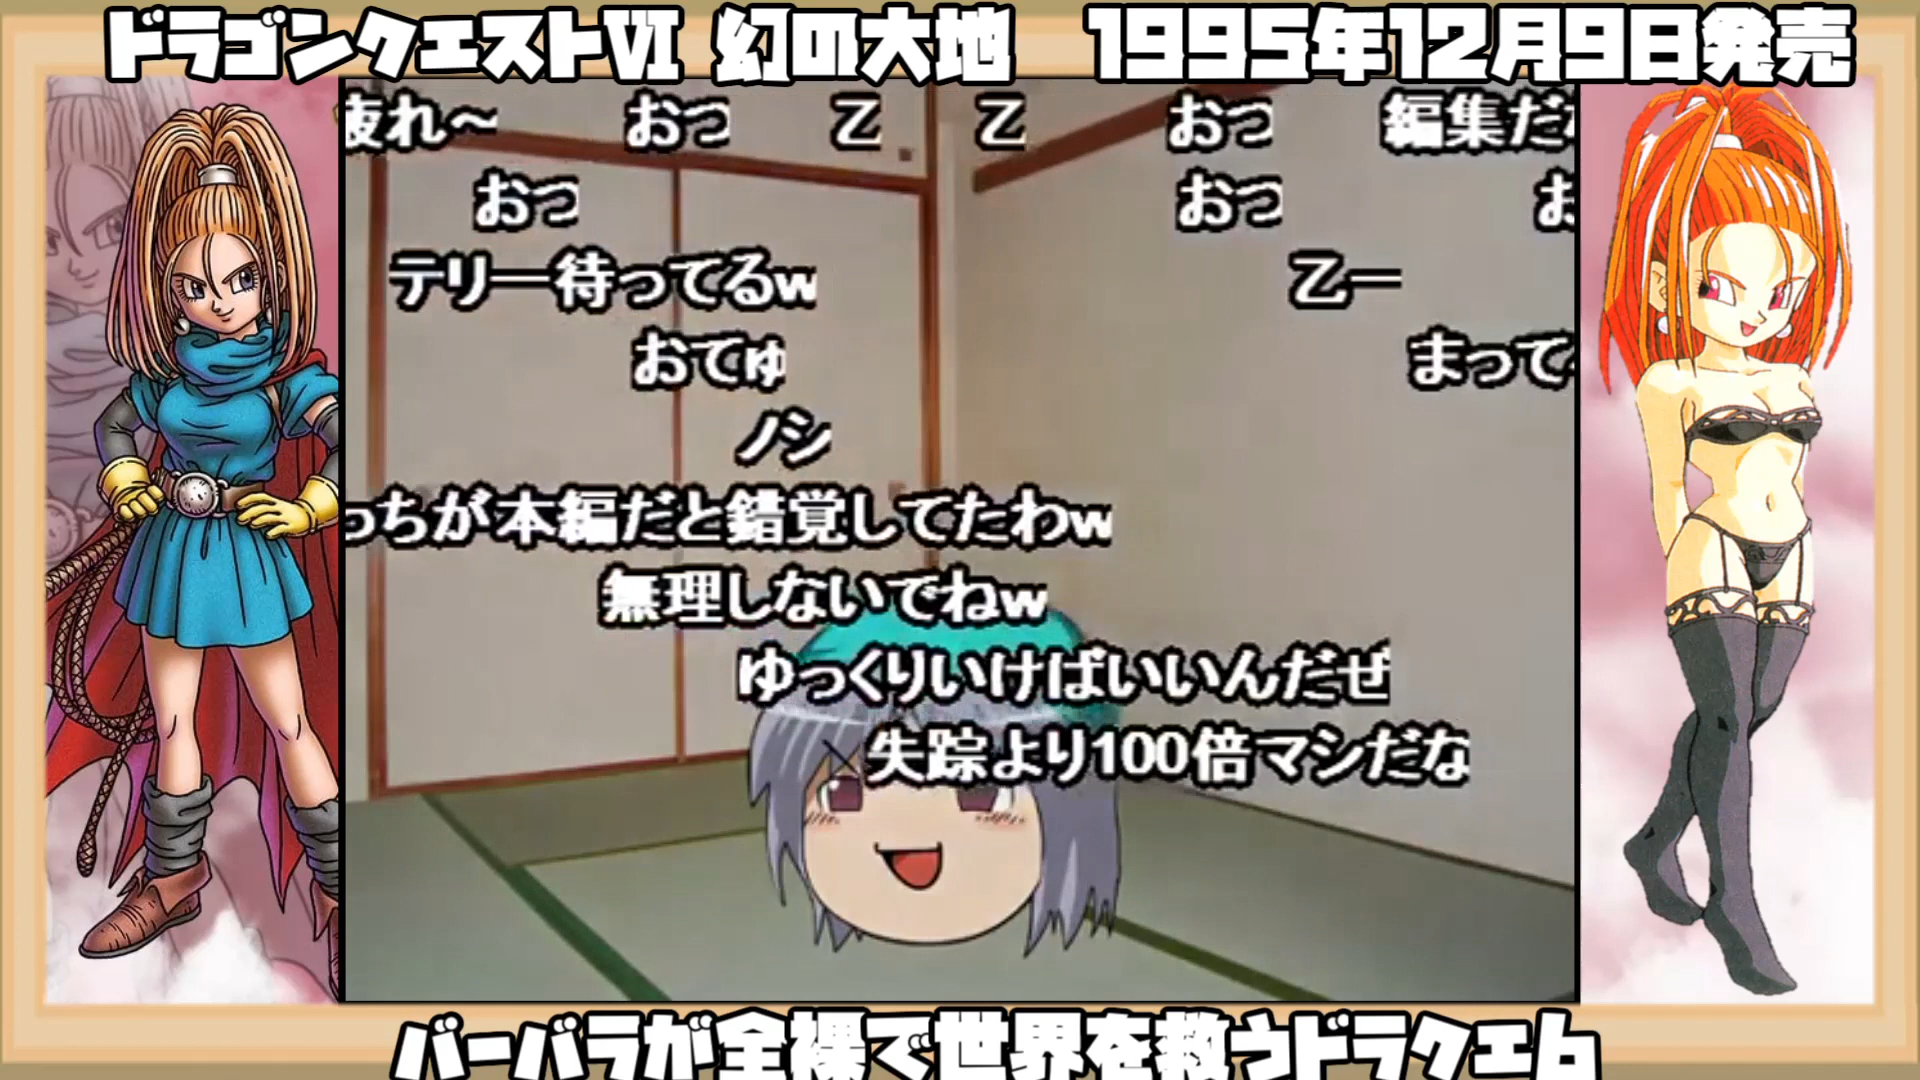 ドラゴンクエストVI 幻の大地 1995年12月9日発売
疲れ～ おつ 乙 乙 おつ 編集だ
おつ おつ お
テリー待ってるw 乙ー
おてゅ まって
ノシ
っちが本編だと錯覚してたわw
無理しないでねw
ゆっくりいけばいいんだぜ
失踪より100倍マシだな
バーバラが全裸で世界を救うドラクエ6